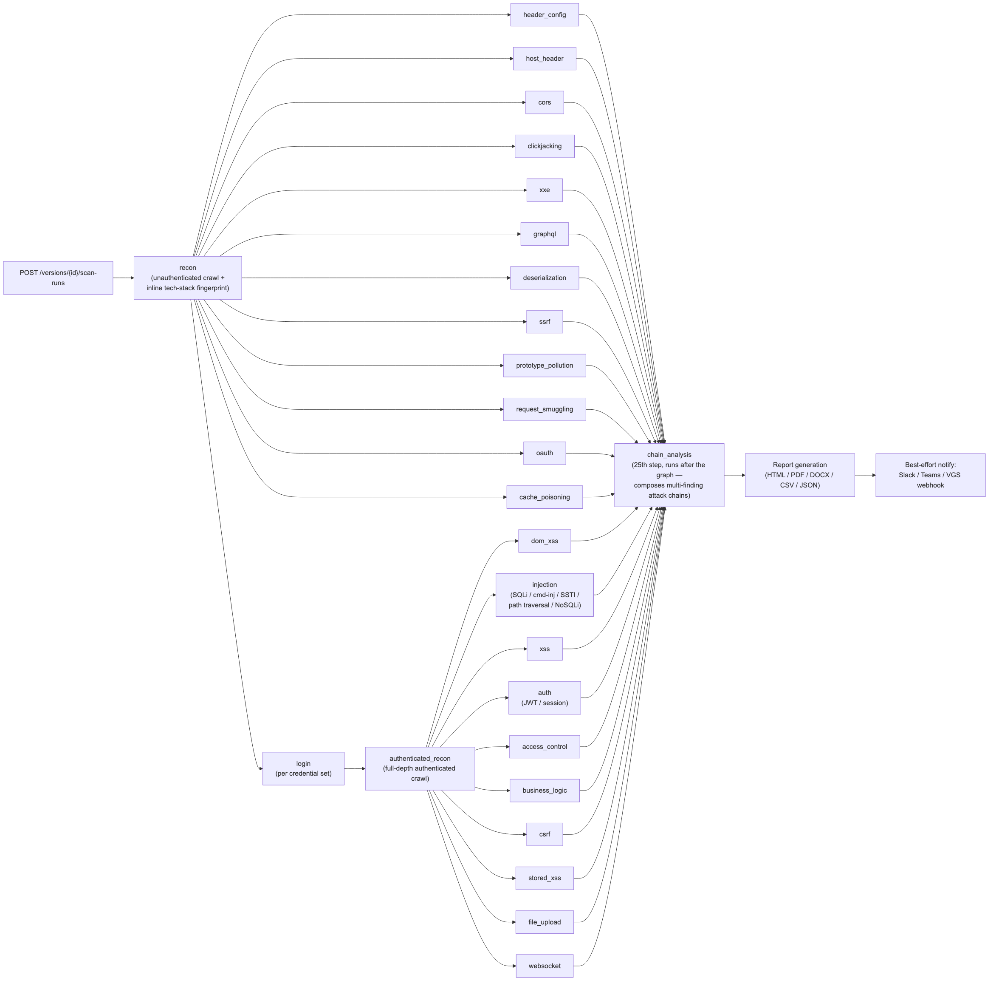 POST /versions/{id}/scan-
runs
recon
(unauthenticated crawl +
inline tech-stack fingerprint)
header_config
host_header
cors
clickjacking
xxe
graphql
deserialization
ssrf
prototype_pollution
request_smuggling
oauth
cache_poisoning
login
(per credential set)
authenticated_recon
(full-depth authenticated
crawl)
dom_xss
injection
(SQLi / cmd-inj / SSTI /
path traversal / NoSQLi)
xss
auth
(JWT / session)
access_control
business_logic
csrf
stored_xss
file_upload
websocket
chain_analysis
(25th step, runs after the
graph —
composes multi-finding
attack chains)
Report generation
(HTML / PDF / DOCX /
CSV / JSON)
Best-effort notify:
Slack / Teams / VGS
webhook